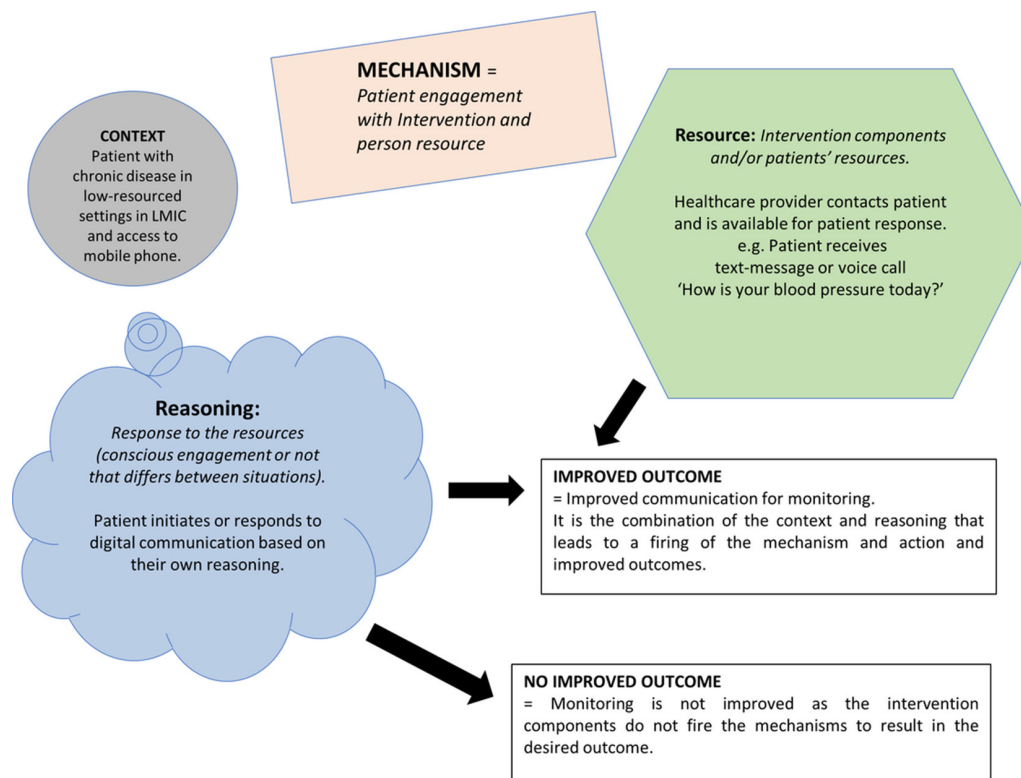 MECHANISM =
Patient engagement
with Intervention and
person resource
CONTEXT
Patient with
chronic disease in
low-resourced
settings in LMIC
and access to
mobile phone.
Resource: Intervention components
and/or patients’ resources.
Healthcare provider contacts patient
and is available for patient response.
e.g. Patient receives
text-message or voice call
‘How is your blood pressure today?’
Reasoning:
Response to the resources
(conscious engagement or not
that differs between situations).
Patient initiates or responds to
digital communication based on
their own reasoning.
IMPROVED OUTCOME
= Improved communication for monitoring.
It is the combination of the context and reasoning that
leads to a firing of the mechanism and action and
improved outcomes.
NO IMPROVED OUTCOME
= Monitoring is not improved as the intervention
components do not fire the mechanisms to result in the
desired outcome.